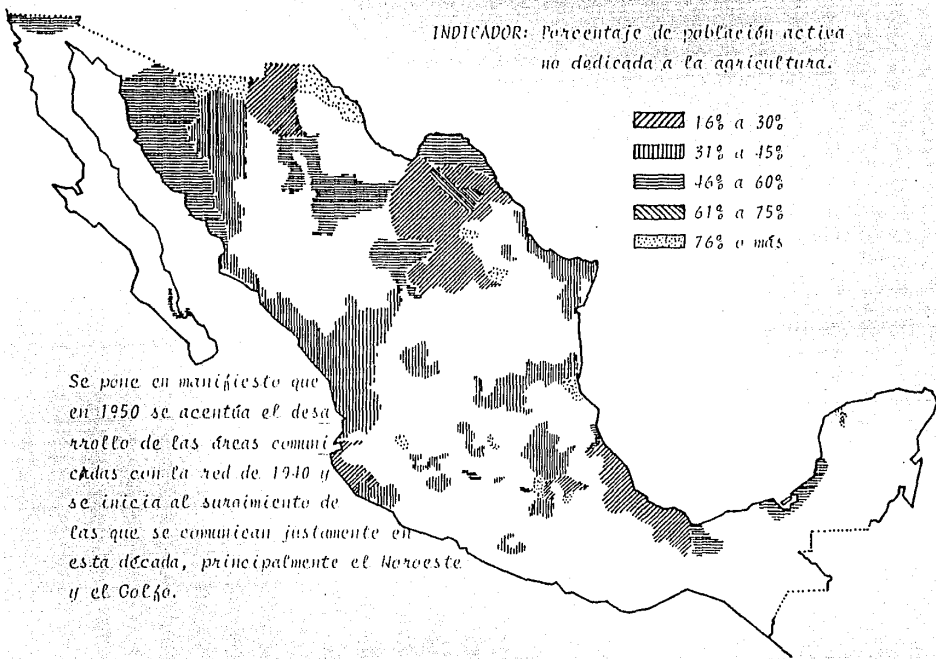 INDICADOR: Porcentaje de población activa
no dedicada a la agricultura.
16% a 30%
31% a 45%
46% a 60%
61% a 75%
76% o más
Se pone en manifiesto que
en 1950 se acentúa el desa
rrollo de las áreas comuni
cadas con la red de 1940 y
se inicia al surgimiento de
las que se comunican justamente en
esta década, principalmente el Noroeste
y el Golfo.